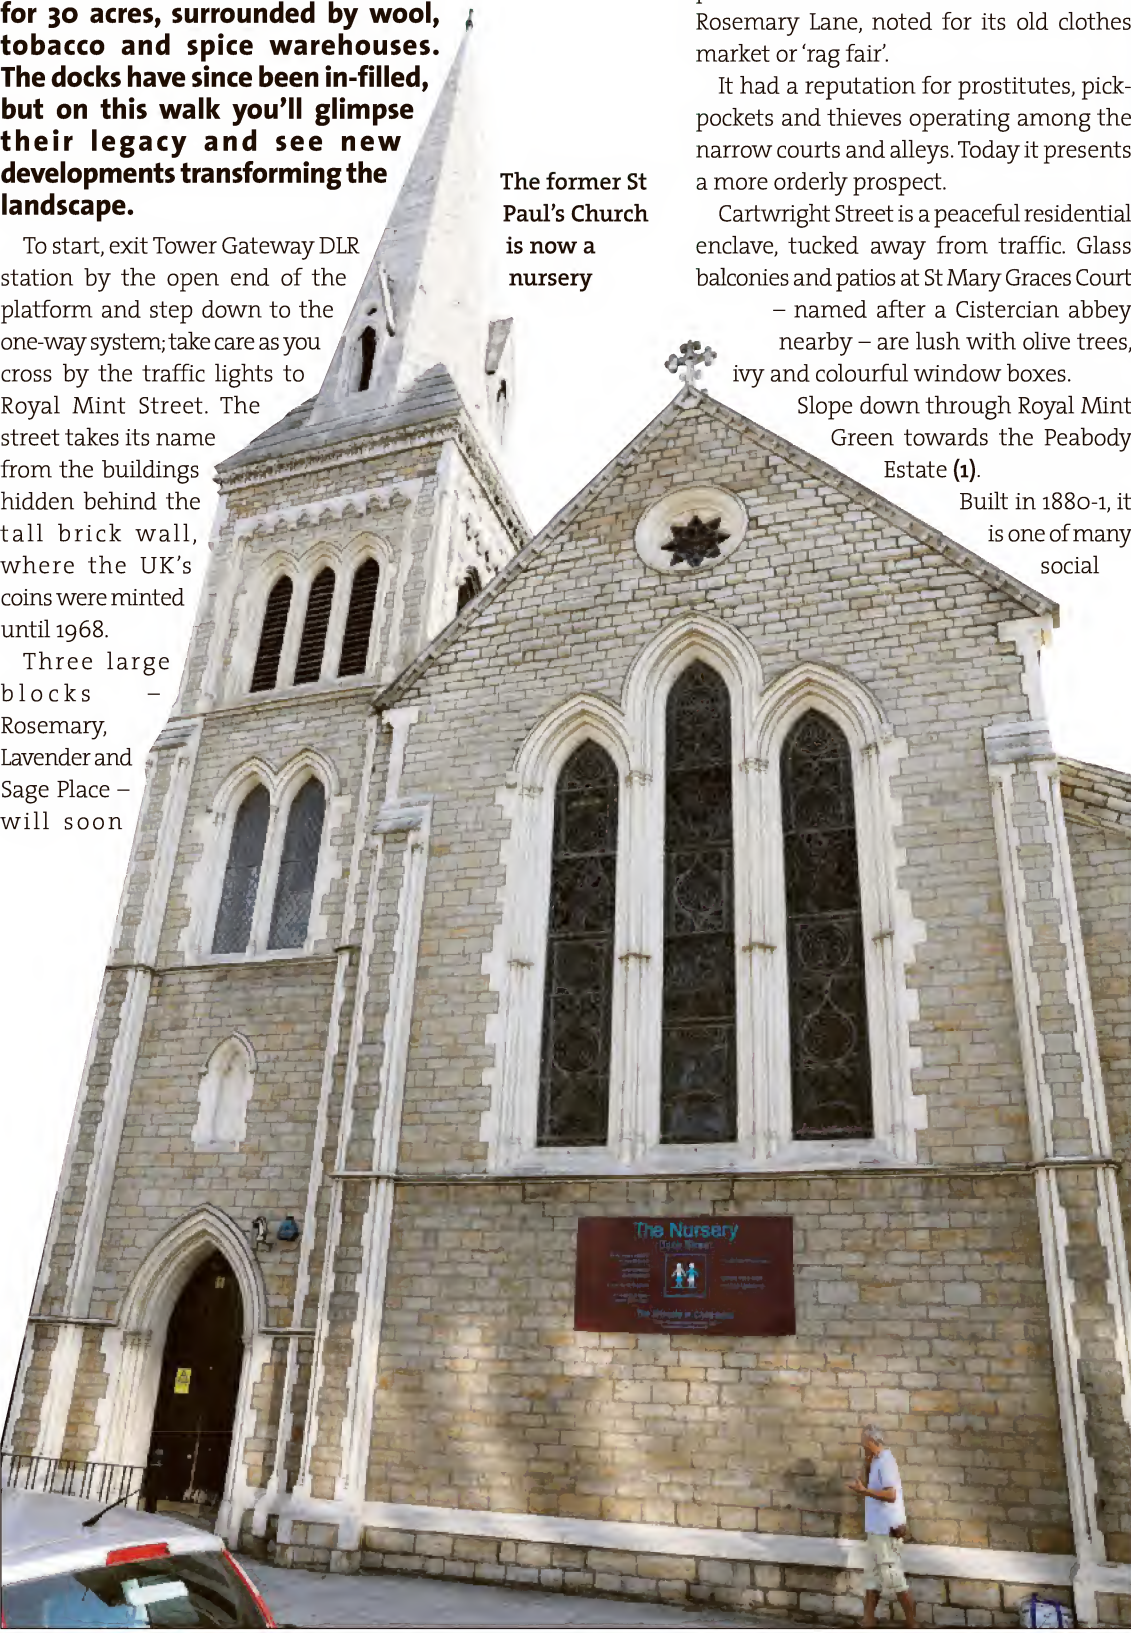 for 30 acres, surrounded by wool,
tobacco and spice warehouses.
The docks have since been in-filled,
but on this walk you’ll glimpse
their legacy and see new
developments transforming the
landscape.
To start, exit Tower Gateway DLR
station by the open end of the
platform and step down to the
one-way system; take care as you
cross by the traffic lights to
Royal Mint Street. The
street takes its name
from the buildings
hidden behind the
tall brick wall,
where the UK’s
coins were minted
until 1968.
Three large
blocks –
Rosemary,
Lavender and
Sage Place –
will soon
The former St
Paul’s Church
is now a
nursery
Rosemary Lane, noted for its old clothes
market or ‘rag fair’.
It had a reputation for prostitutes, pick-
pockets and thieves operating among the
narrow courts and alleys. Today it presents
a more orderly prospect.
Cartwright Street is a peaceful residential
enclave, tucked away from traffic. Glass
balconies and patios at St Mary Graces Court
– named after a Cistercian abbey
nearby – are lush with olive trees,
ivy and colourful window boxes.
Slope down through Royal Mint
Green towards the Peabody
Estate (1).
Built in 1880-1, it
is one of many
social
The Nursery
Dock Street